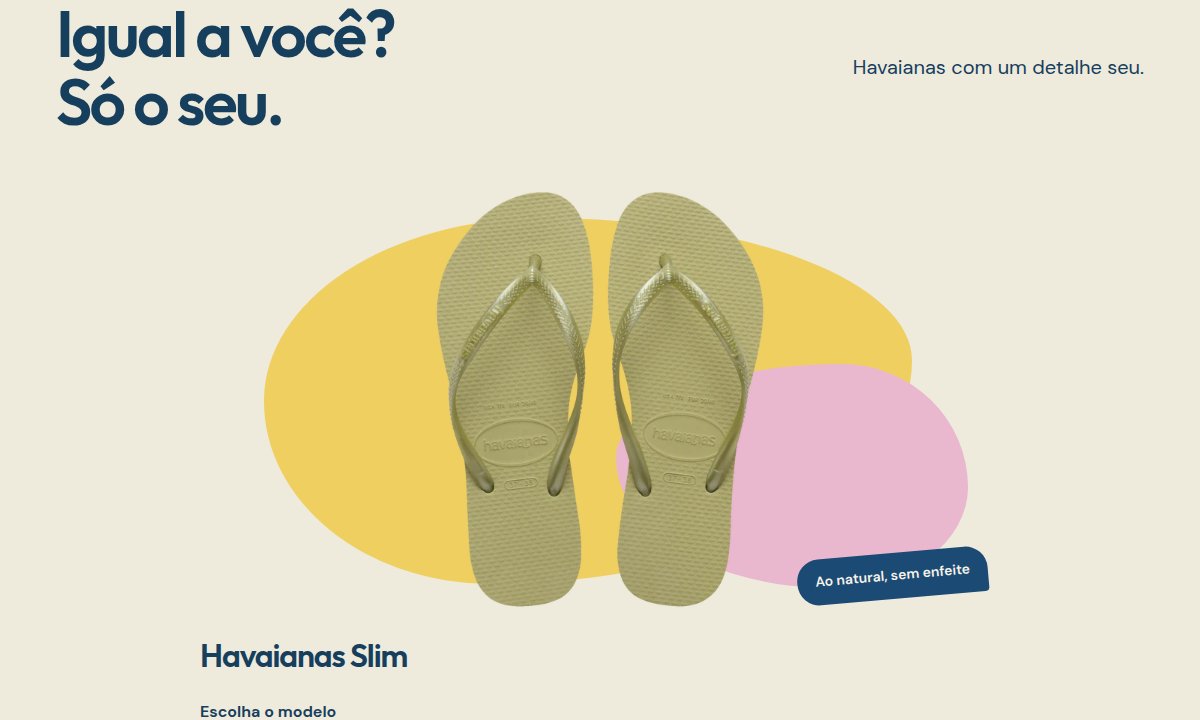 Igual a você?
Só o seu.
Havaianas com um detalhe seu.
havaianas
havaianas
Ao natural, sem enfeite
Havaianas Slim
Escolha o modelo